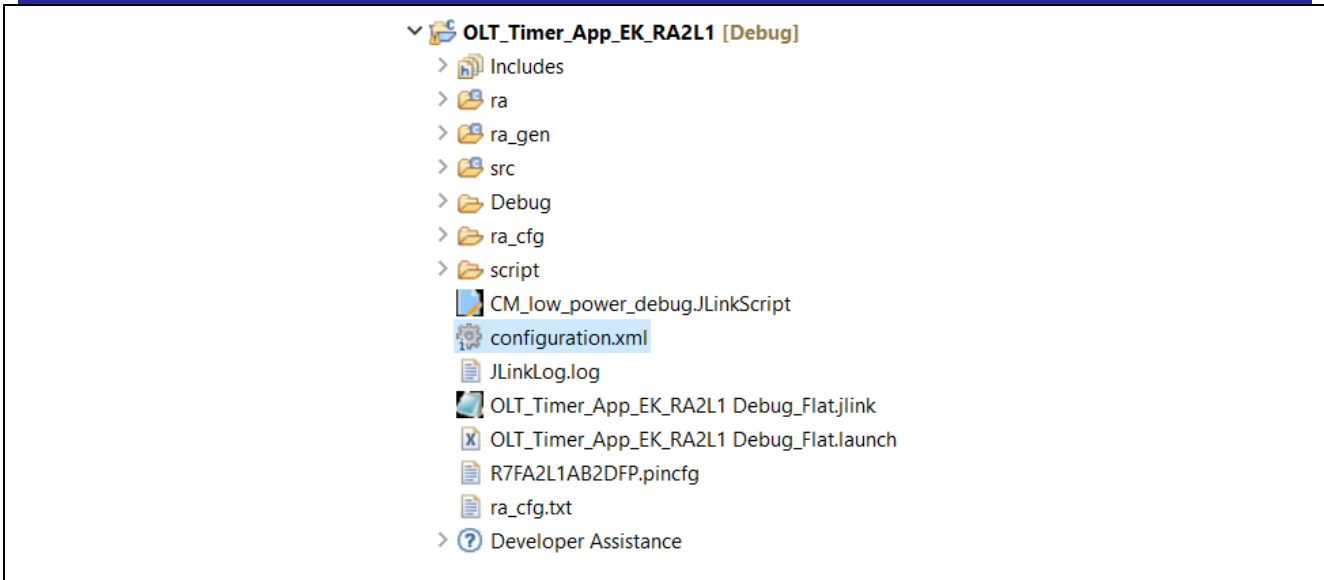 OLT_Timer_App_EK_RA2L1 [Debug]
Includes
ra
ra_gen
src
Debug
ra_cfg
script
CM_low_power_debug.JLinkScript
configuration.xml
JLinkLog.log
OLT_Timer_App_EK_RA2L1 Debug_Flat.jlink
OLT_Timer_App_EK_RA2L1 Debug_Flat.launch
R7FA2L1AB2DFP.pincfg
ra_cfg.txt
Developer Assistance